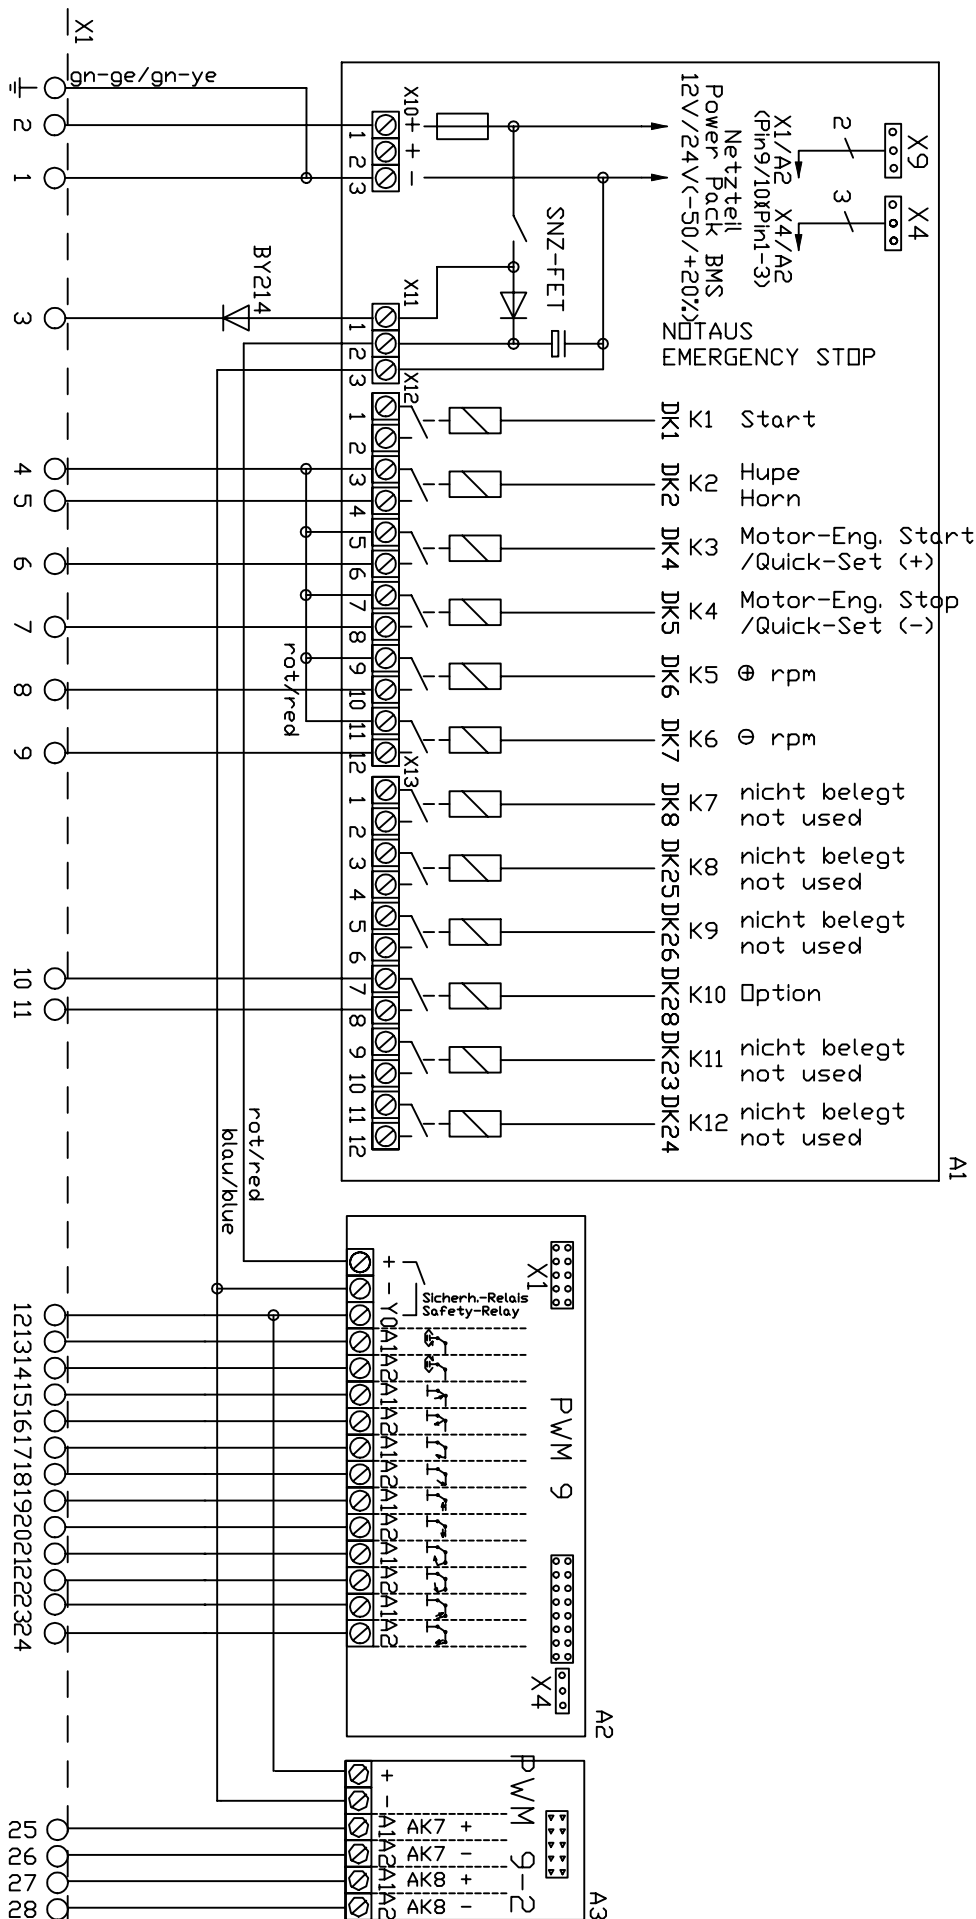 X1
gn-ge/gn-ye
2
1
3
4
5
6
7
8
9
10
11
12
13
14
15
16
17
18
19
20
21
22
23
24
25
26
27
28
BY214
rot/red
rot/red
blau/blue
A1
X10
+
+
-
1
2
3
X11
1
2
3
SNZ-FET
12V/24V(-50/+20%)
Power Pack BMS
Netzteil
(Pin9/10)(Pin1-3)
X1/A2 X4/A2
2
3
X9
X4
NOTAUS
EMERGENCY STOP
X12
1
2
3
4
5
6
7
8
9
10
11
12
DK1 K1 Start
DK2 K2 Hupe
Horn
DK4 K3 Motor-Eng. Start
/Quick-Set (+)
DK5 K4 Motor-Eng. Stop
/Quick-Set (-)
DK6 K5 ⊕ rpm
DK7 K6 ⊖ rpm
X13
1
2
3
4
5
6
7
8
9
10
11
12
DK8 K7 nicht belegt
not used
DK25 K8 nicht belegt
not used
DK26 K9 nicht belegt
not used
DK28 K10 Option
DK23 K11 nicht belegt
not used
DK24 K12 nicht belegt
not used
A2
X1
PWM 9
X4
+
-
Y0
Sicherh.-Relais
Safety-Relay
A1
A2
A1
A2
A1
A2
A1
A2
A1
A2
A1
A2
A3
PWM 9-2
+
-
A1 AK7 +
A2 AK7 -
A1 AK8 +
A2 AK8 -